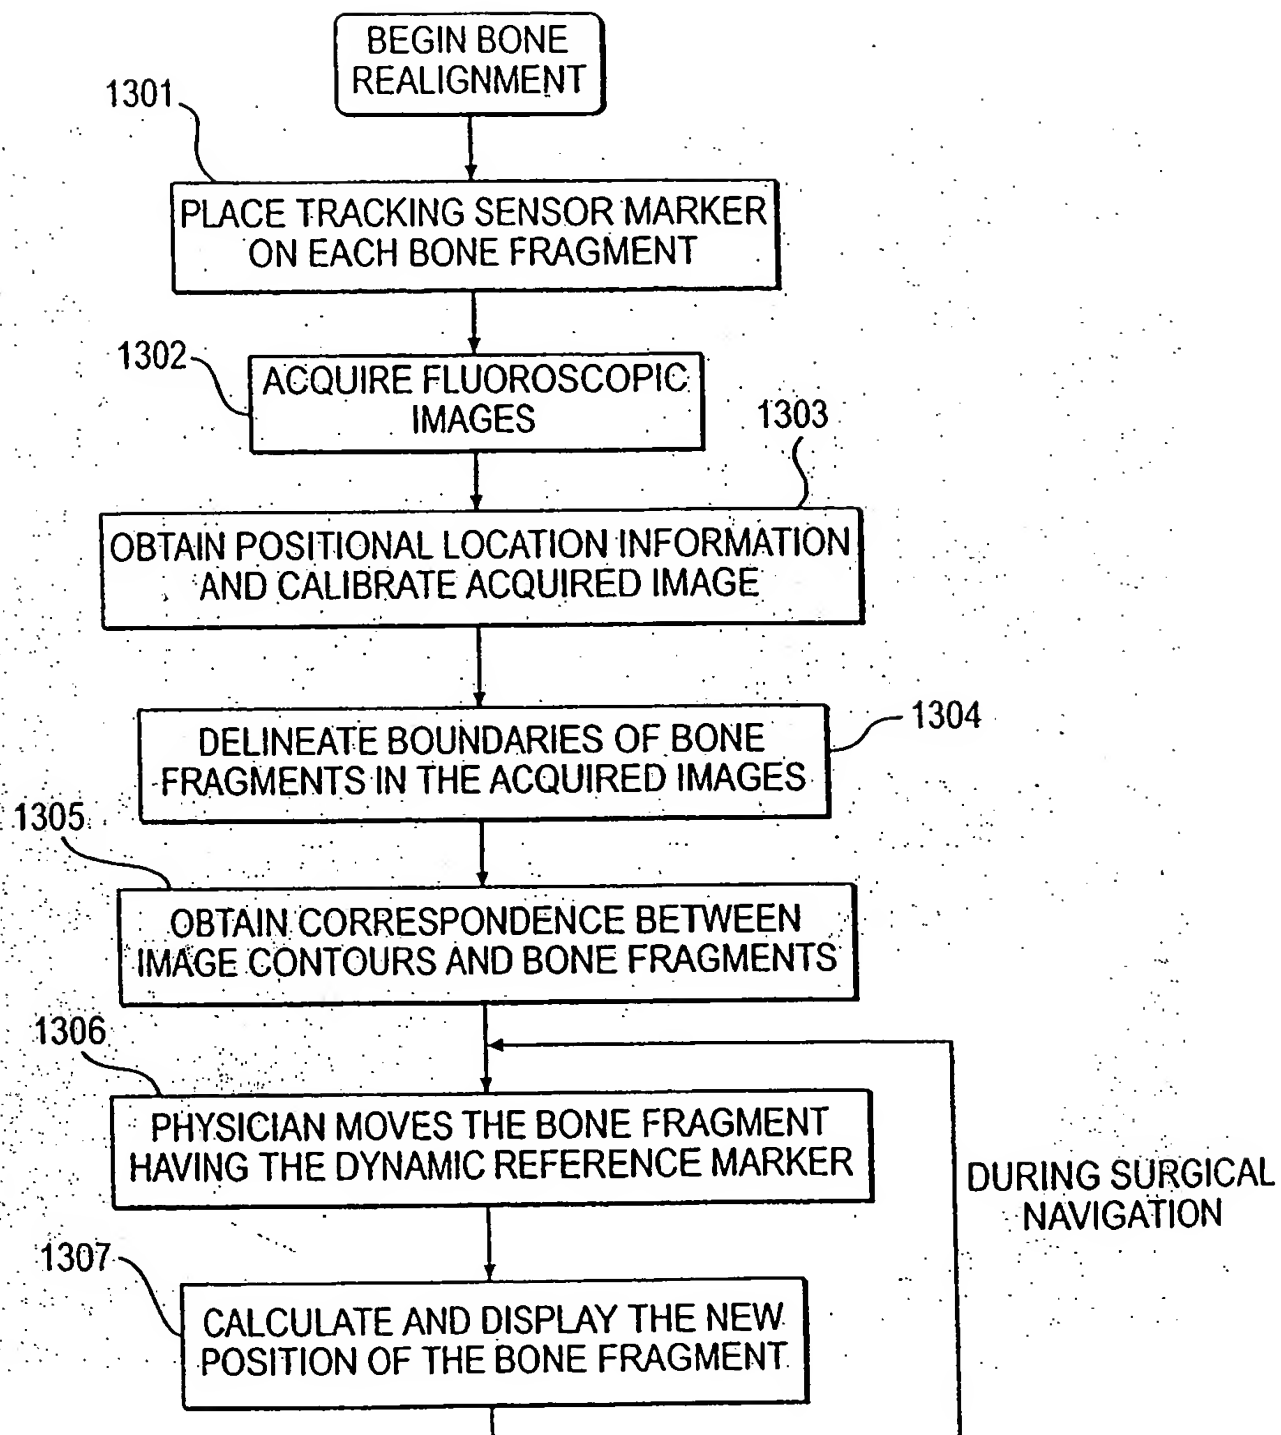 BEGIN BONE
REALIGNMENT
1301
PLACE TRACKING SENSOR MARKER
ON EACH BONE FRAGMENT
1302
ACQUIRE FLUOROSCOPIC
IMAGES
1303
OBTAIN POSITIONAL LOCATION INFORMATION
AND CALIBRATE ACQUIRED IMAGE
1304
DELINEATE BOUNDARIES OF BONE
FRAGMENTS IN THE ACQUIRED IMAGES
1305
OBTAIN CORRESPONDENCE BETWEEN
IMAGE CONTOURS AND BONE FRAGMENTS
1306
PHYSICIAN MOVES THE BONE FRAGMENT
HAVING THE DYNAMIC REFERENCE MARKER
DURING SURGICAL
NAVIGATION
1307
CALCULATE AND DISPLAY THE NEW
POSITION OF THE BONE FRAGMENT